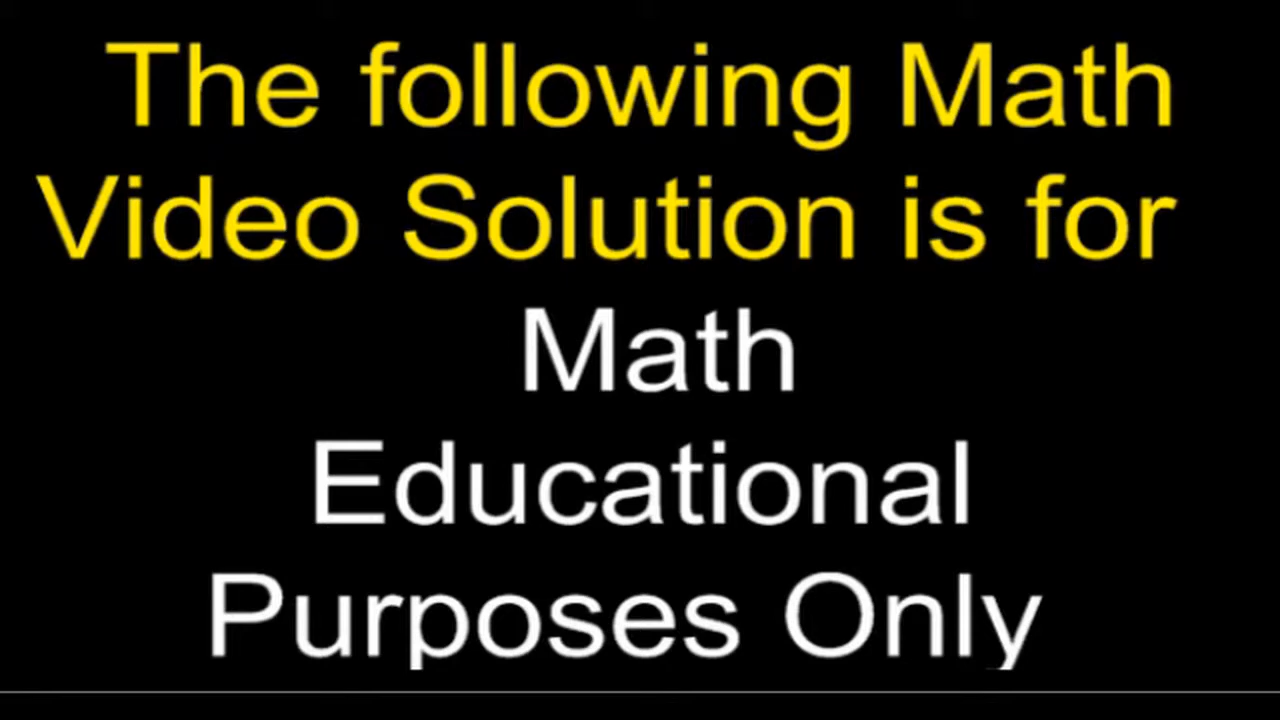 The following Math
Video Solution is for
Math
Educational
Purposes Only